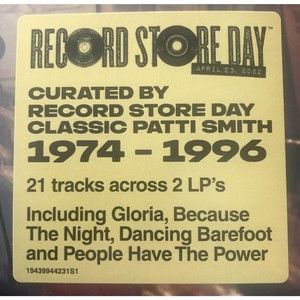 RECORD STORE DAY™
APRIL 23, 2022
CURATED BY
RECORD STORE DAY
CLASSIC PATTI SMITH
1974 – 1996
21 tracks across 2 LP's
Including Gloria, Because
The Night, Dancing Barefoot
and People Have The Power
19439944231S1